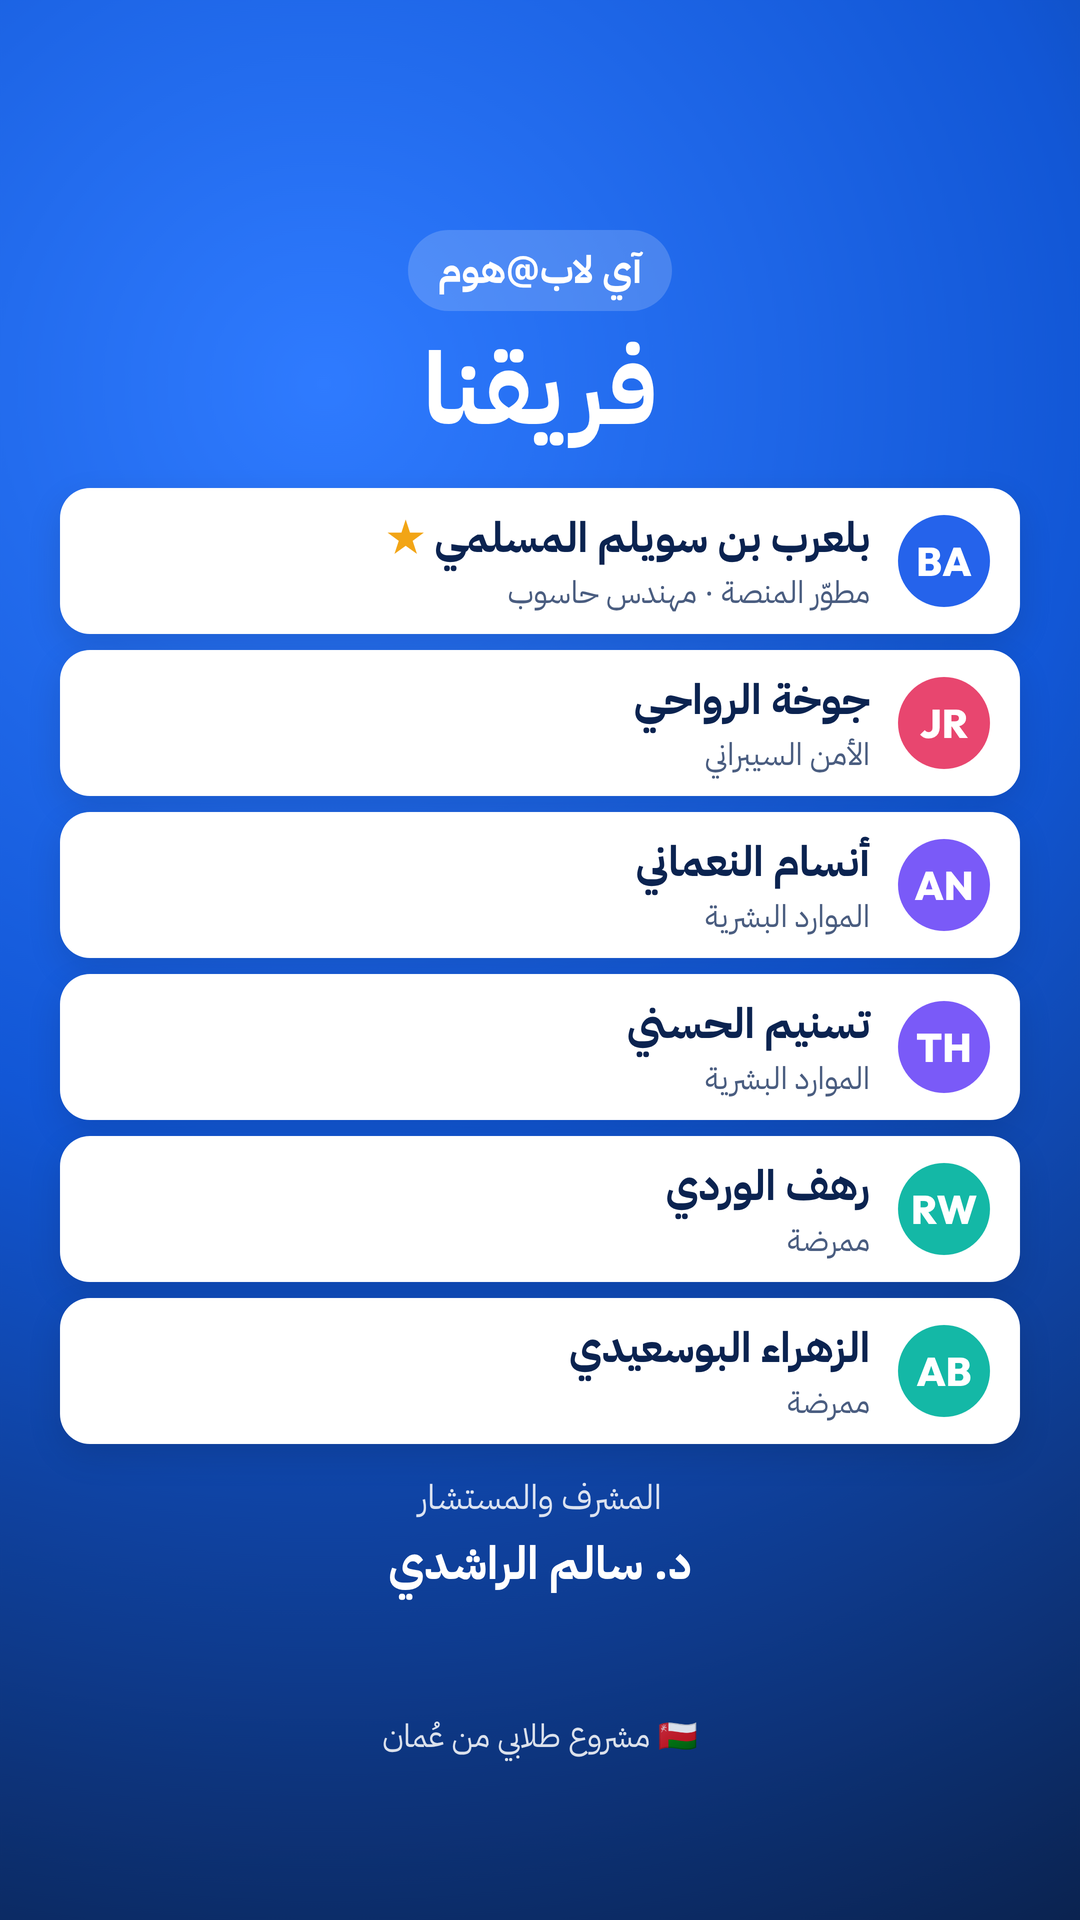 آي لاب@هوم
فريقنا
BA
بلعرب بن سويلم المسلمي ★
مطوّر المنصة · مهندس حاسوب
JR
جوخة الرواحي
الأمن السيبراني
AN
أنسام النعماني
الموارد البشرية
TH
تسنيم الحسني
الموارد البشرية
RW
رهف الوردي
ممرضة
AB
الزهراء البوسعيدي
ممرضة
المشرف والمستشار
د. سالم الراشدي
🇴🇲 مشروع طلابي من عُمان